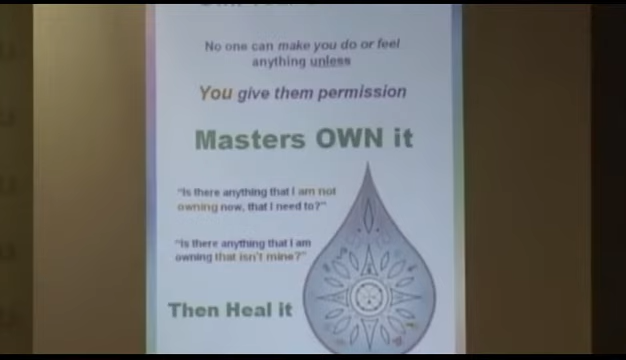 No one can make you do or feel
anything unless
You give them permission
Masters OWN it
"Is there anything that I am not
owning now, that I need to?"
"Is there anything that I am
owning that isn't mine?"
Then Heal it